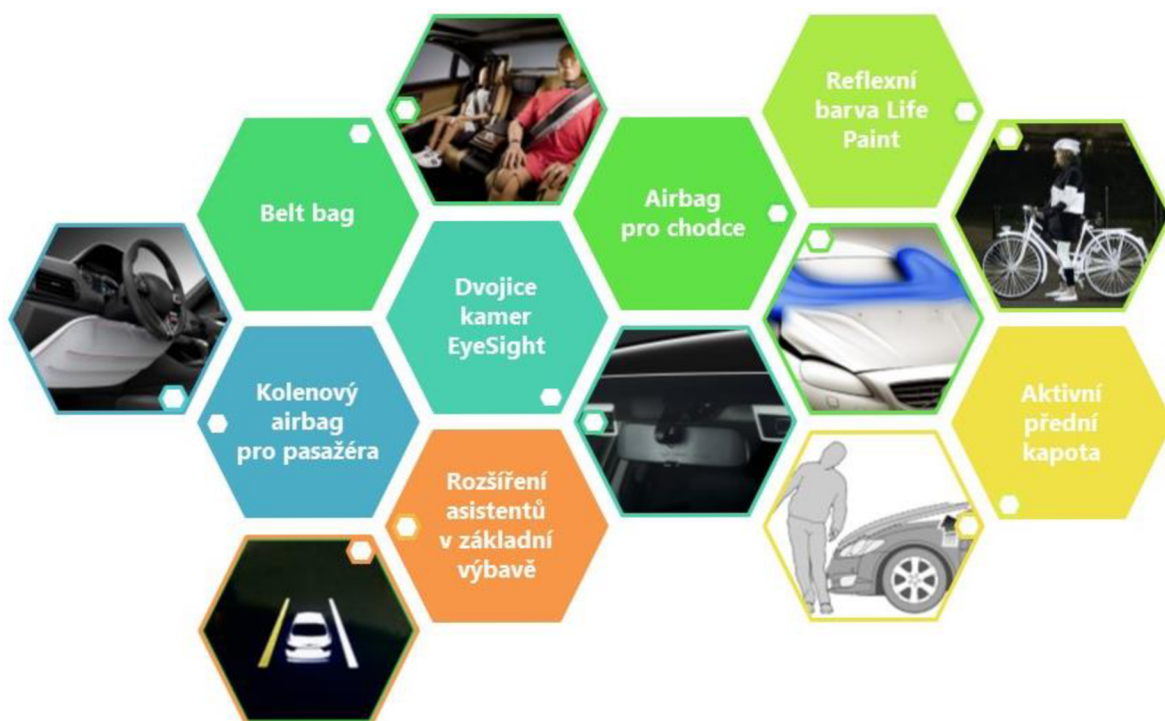 Reflexní
barva Life
Paint
Belt bag
Airbag
pro chodce
Dvojice
kamer
EyeSight
Kolenový
airbag
pro pasažéra
Aktivní
přední
kapota
Rozšíření
asistentů
v základní
výbavě